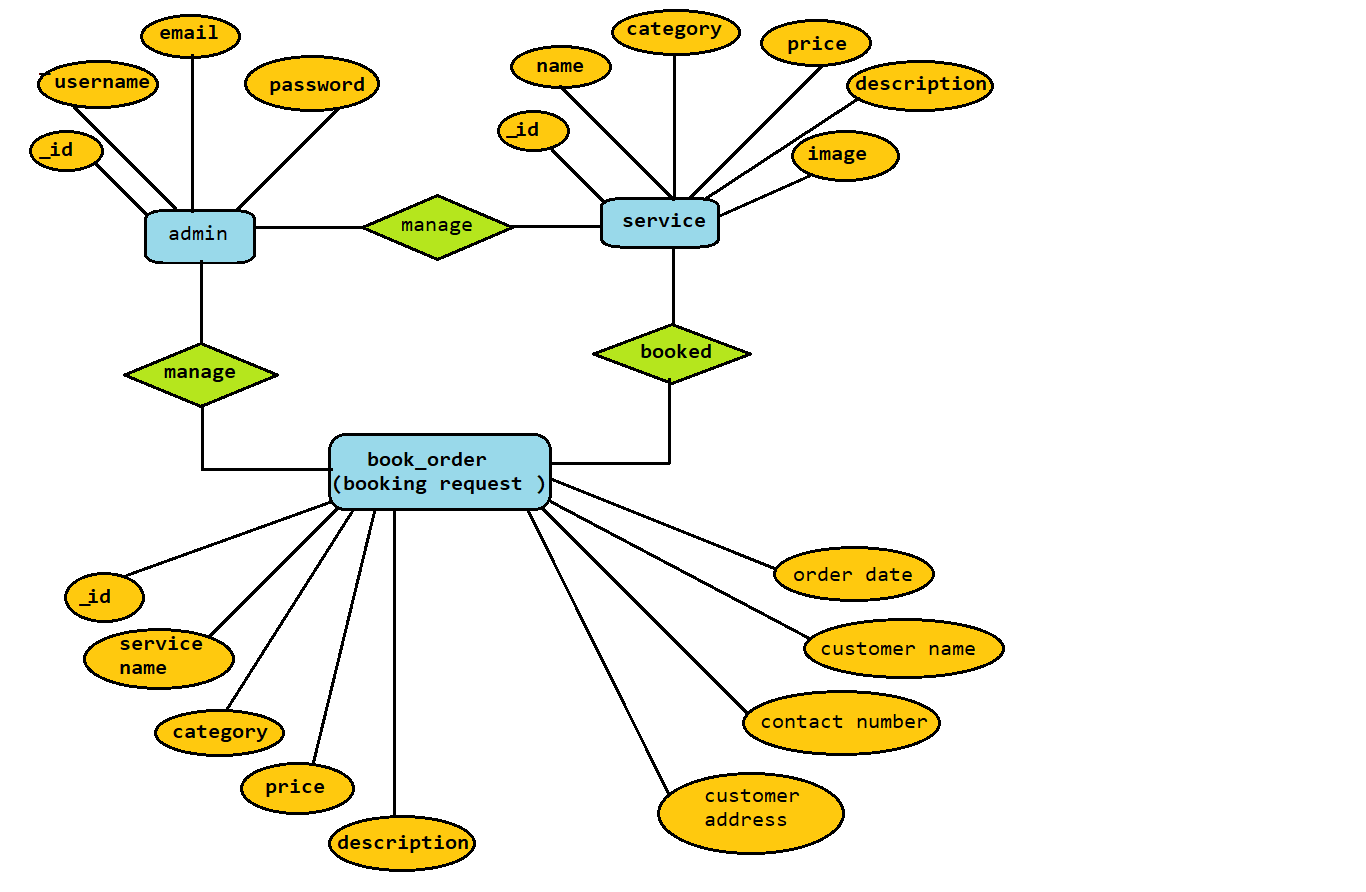 email
category
price
_username
password
name
description
_id
_id
image
admin
manage
service
manage
booked
book_order
(booking request )
order date
_id
service
name
customer name
category
contact number
price
customer
address
description